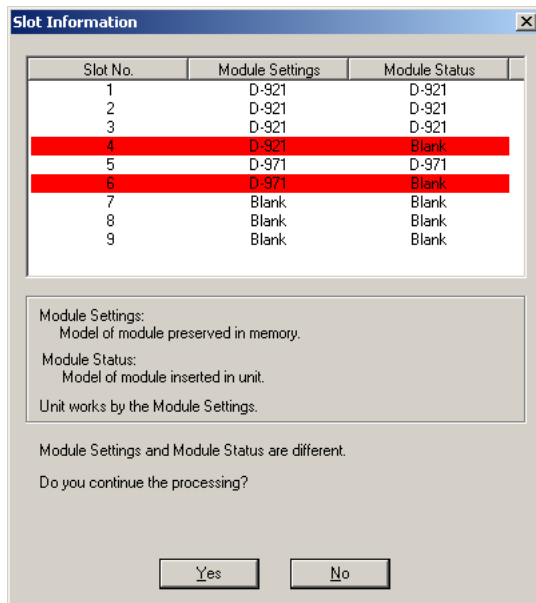 Slot Information
Slot No. Module Settings Module Status
1 D-921 D-921
2 D-921 D-921
3 D-921 D-921
4 D-921 Blank
5 D-971 D-971
6 D-971 Blank
7 Blank Blank
8 Blank Blank
9 Blank Blank
Module Settings:
Model of module preserved in memory.
Module Status:
Model of module inserted in unit.
Unit works by the Module Settings.
Module Settings and Module Status are different.
Do you continue the processing?
Yes No